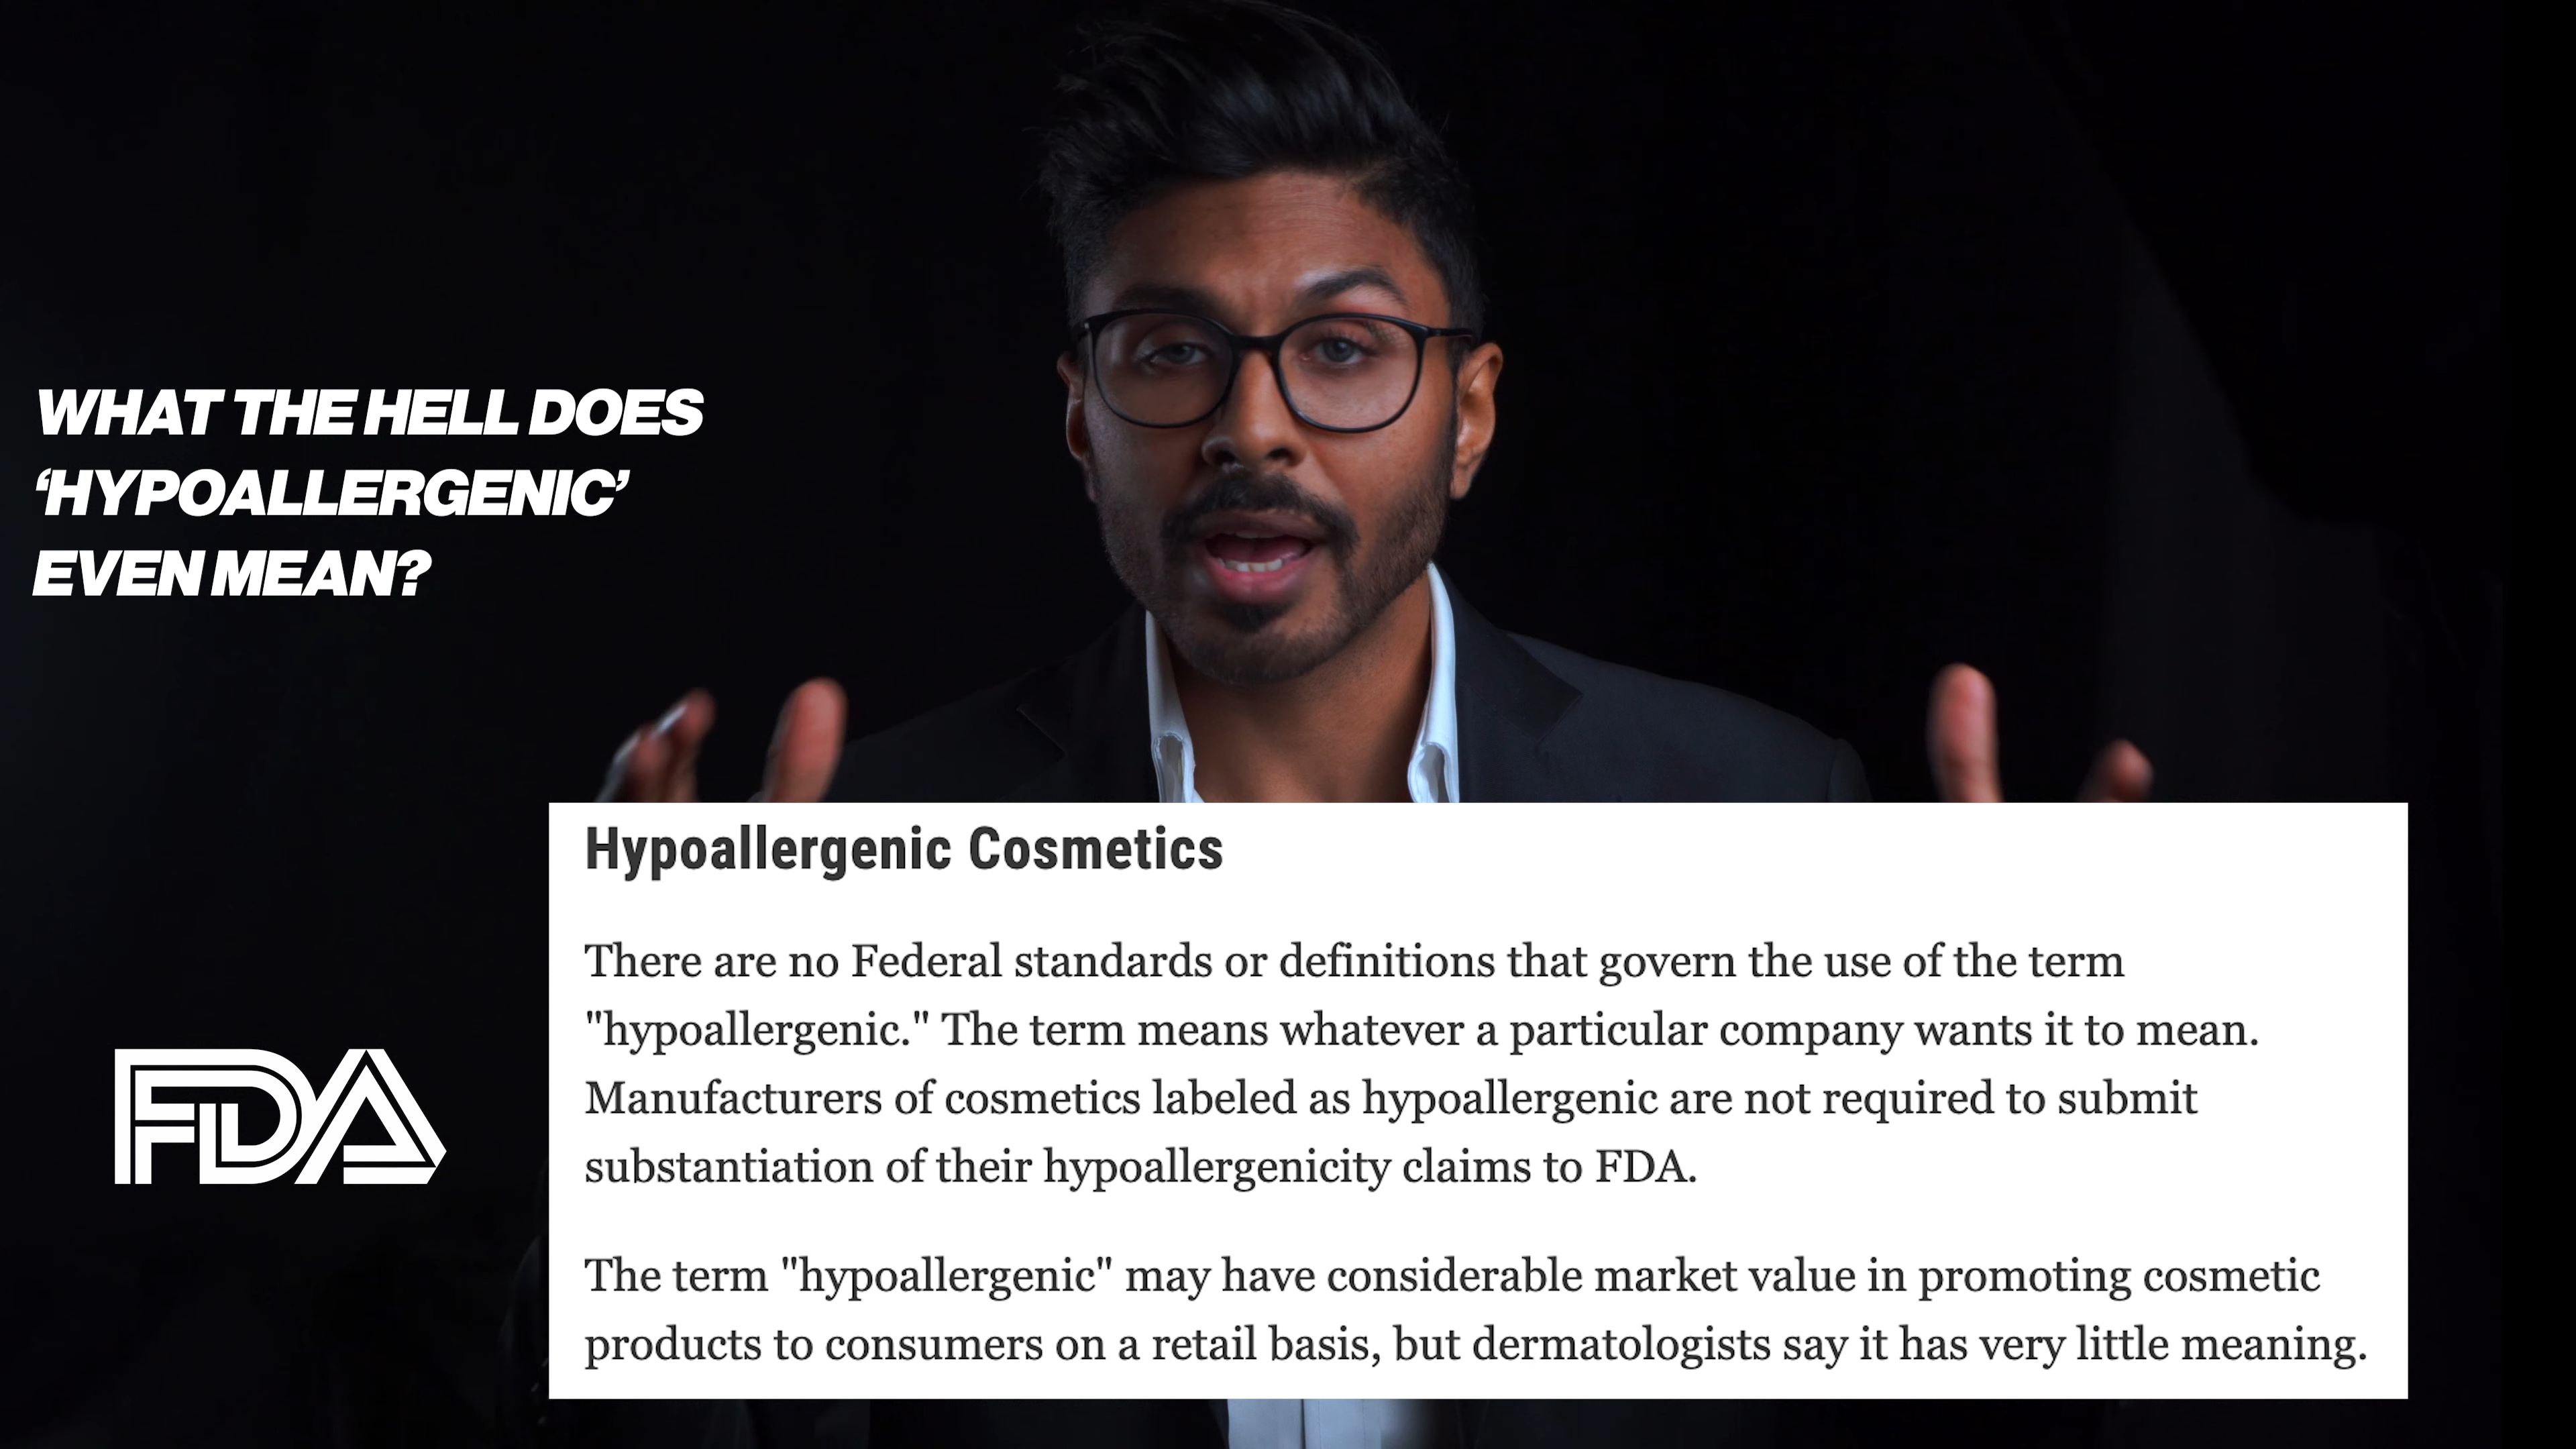 WHAT THE HELL DOES
‘HYPOALLERGENIC’
EVEN MEAN?
Hypoallergenic Cosmetics
There are no Federal standards or definitions that govern the use of the term
"hypoallergenic." The term means whatever a particular company wants it to mean.
Manufacturers of cosmetics labeled as hypoallergenic are not required to submit
substantiation of their hypoallergenicity claims to FDA.
The term "hypoallergenic" may have considerable market value in promoting cosmetic
products to consumers on a retail basis, but dermatologists say it has very little meaning.
FDA